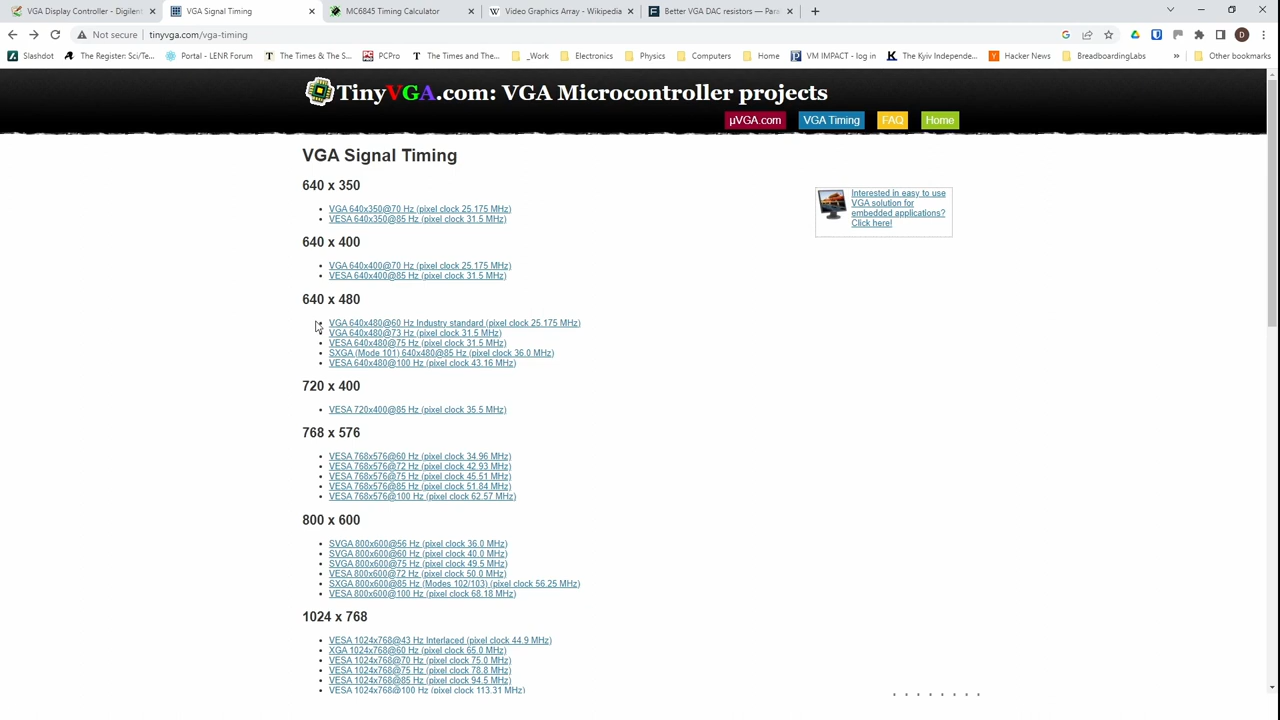 VGA Display Controller - Digilent
VGA Signal Timing
MC6845 Timing Calculator
Video Graphics Array - Wikipedia
Better VGA DAC resistors — Para
Not secure
tinyvga.com/vga-timing
D
Slashdot
The Register: Sci/Te...
Portal - LENR Forum
The Times & The S...
PCPro
The Times and The...
_Work
Electronics
Physics
Computers
Home
VM IMPACT - log in
The Kyiv Independe...
Hacker News
BreadboardingLabs
»
Other bookmarks
TinyVGA.com: VGA Microcontroller projects
µVGA.com
VGA Timing
FAQ
Home
VGA Signal Timing
640 x 350
VGA 640x350@70 Hz (pixel clock 25.175 MHz)
VESA 640x350@85 Hz (pixel clock 31.5 MHz)
Interested in easy to use
VGA solution for
embedded applications?
Click here!
640 x 400
VGA 640x400@70 Hz (pixel clock 25.175 MHz)
VESA 640x400@85 Hz (pixel clock 31.5 MHz)
640 x 480
VGA 640x480@60 Hz Industry standard (pixel clock 25.175 MHz)
VGA 640x480@73 Hz (pixel clock 31.5 MHz)
VESA 640x480@75 Hz (pixel clock 31.5 MHz)
SXGA (Mode 101) 640x480@85 Hz (pixel clock 36.0 MHz)
VESA 640x480@100 Hz (pixel clock 43.16 MHz)
720 x 400
VESA 720x400@85 Hz (pixel clock 35.5 MHz)
768 x 576
VESA 768x576@60 Hz (pixel clock 34.96 MHz)
VESA 768x576@72 Hz (pixel clock 42.93 MHz)
VESA 768x576@75 Hz (pixel clock 45.51 MHz)
VESA 768x576@85 Hz (pixel clock 51.84 MHz)
VESA 768x576@100 Hz (pixel clock 62.57 MHz)
800 x 600
SVGA 800x600@56 Hz (pixel clock 36.0 MHz)
SVGA 800x600@60 Hz (pixel clock 40.0 MHz)
SVGA 800x600@75 Hz (pixel clock 49.5 MHz)
VESA 800x600@72 Hz (pixel clock 50.0 MHz)
SXGA 800x600@85 Hz (Modes 102/103) (pixel clock 56.25 MHz)
VESA 800x600@100 Hz (pixel clock 68.18 MHz)
1024 x 768
VESA 1024x768@43 Hz Interlaced (pixel clock 44.9 MHz)
XGA 1024x768@60 Hz (pixel clock 65.0 MHz)
VESA 1024x768@70 Hz (pixel clock 75.0 MHz)
VESA 1024x768@75 Hz (pixel clock 78.8 MHz)
VESA 1024x768@85 Hz (pixel clock 94.5 MHz)
VESA 1024x768@100 Hz (pixel clock 113.31 MHz)